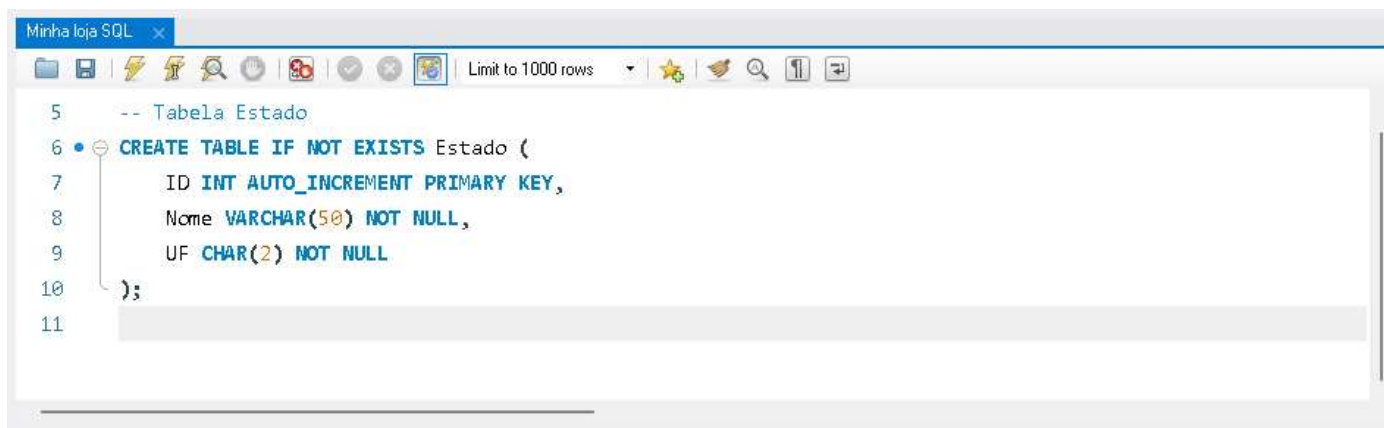 Minha loja SQL
Limit to 1000 rows
5 -- Tabela Estado
6 CREATE TABLE IF NOT EXISTS Estado (
7 ID INT AUTO_INCREMENT PRIMARY KEY,
8 Nome VARCHAR(50) NOT NULL,
9 UF CHAR(2) NOT NULL
10 );
11